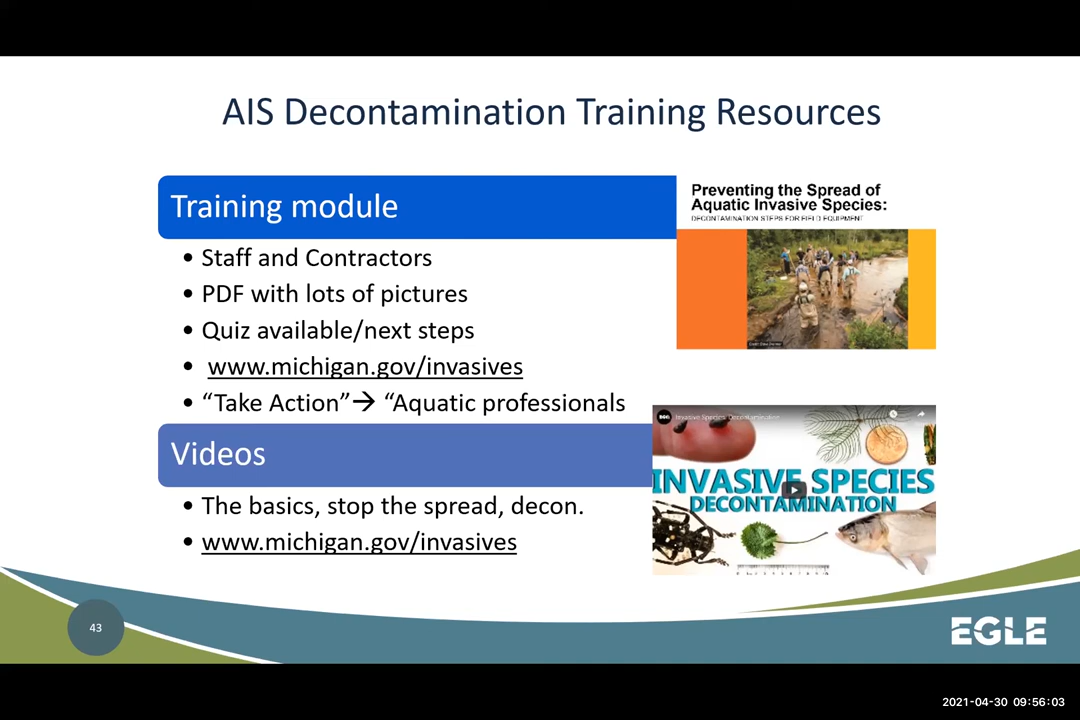 AIS Decontamination Training Resources
Training module
• Staff and Contractors
• PDF with lots of pictures
• Quiz available/next steps
• www.michigan.gov/invasives
• “Take Action”→ “Aquatic professionals
Preventing the Spread of
Aquatic Invasive Species:
DECONTAMINATION STEPS FOR FIELD EQUIPMENT
Videos
• The basics, stop the spread, decon.
• www.michigan.gov/invasives
Invasive Species: Decontamination
INVASIVE SPECIES
DECONTAMINATION
43
EGLE
2021-04-30 09:56:03